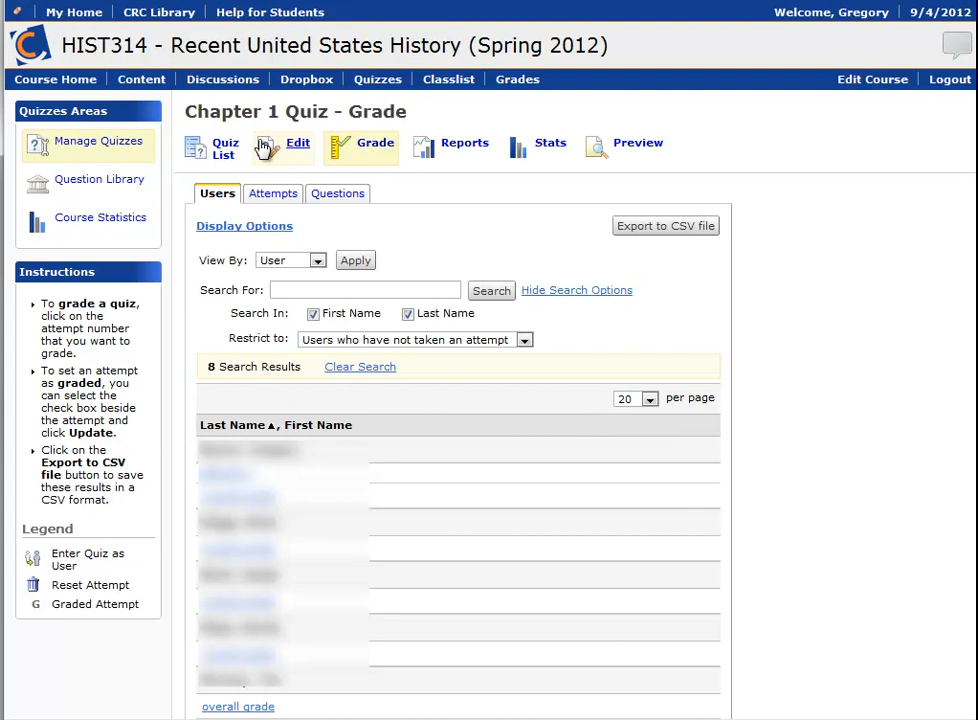 My Home CRC Library Help for Students Welcome, Gregory 9/4/2012
HIST314 - Recent United States History (Spring 2012)
Course Home Content Discussions Dropbox Quizzes Classlist Grades Edit Course Logout
Quizzes Areas
Manage Quizzes
Question Library
Course Statistics
Instructions
To grade a quiz,
click on the
attempt number
that you want to
grade.
To set an attempt
as graded, you
can select the
check box beside
the attempt and
click Update.
Click on the
Export to CSV
file button to save
these results in a
CSV format.
Legend
Enter Quiz as
User
Reset Attempt
G Graded Attempt
Chapter 1 Quiz - Grade
Quiz
List
Edit
Grade
Reports
Stats
Preview
Users Attempts Questions
Display Options
Export to CSV file
View By: User Apply
Search For: Search Hide Search Options
Search In: First Name Last Name
Restrict to: Users who have not taken an attempt
8 Search Results Clear Search
20 per page
Last Name▲, First Name
overall grade